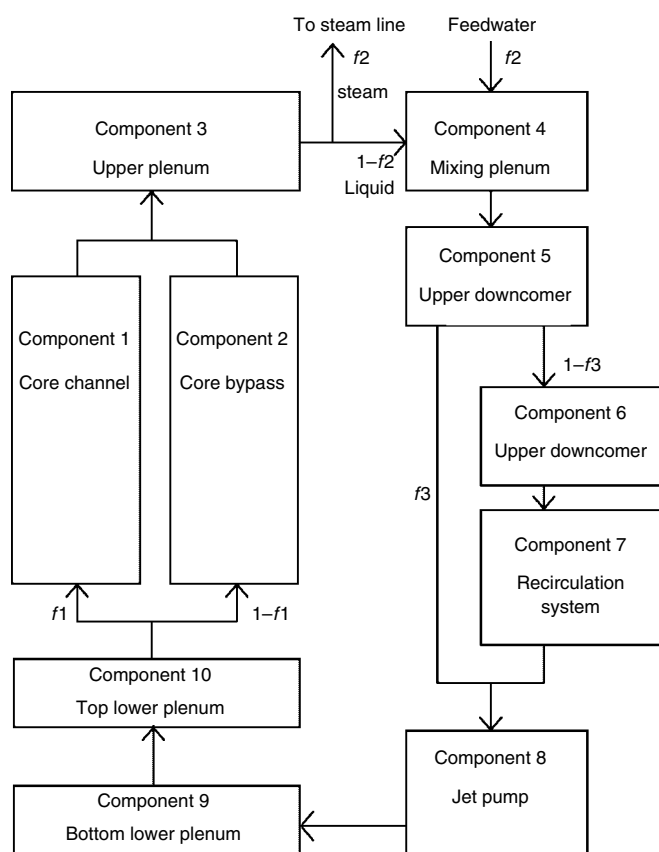 To steam line
Feedwater
f2
f2
steam
Component 3
Upper plenum
1–f2
Liquid
Component 4
Mixing plenum
Component 5
Upper downcomer
Component 1
Core channel
Component 2
Core bypass
1–f3
Component 6
Upper downcomer
f3
Component 7
Recirculation
system
f1
1–f1
Component 10
Top lower plenum
Component 8
Jet pump
Component 9
Bottom lower plenum